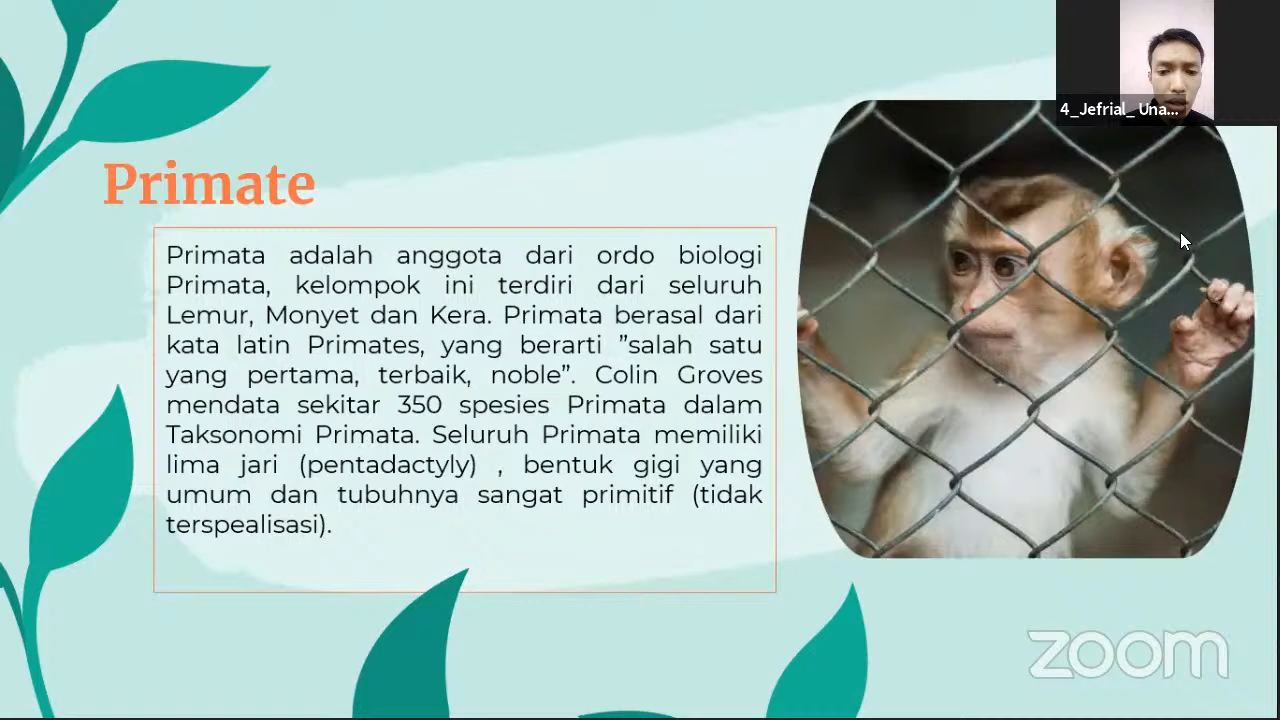 4_Jefrial_ Una...
Primate
Primata adalah anggota dari ordo biologi
Primata, kelompok ini terdiri dari seluruh
Lemur, Monyet dan Kera. Primata berasal dari
kata latin Primates, yang berarti ”salah satu
yang pertama, terbaik, noble”. Colin Groves
mendata sekitar 350 spesies Primata dalam
Taksonomi Primata. Seluruh Primata memiliki
lima jari (pentadactyly) , bentuk gigi yang
umum dan tubuhnya sangat primitif (tidak
terspealisasi).
zoom